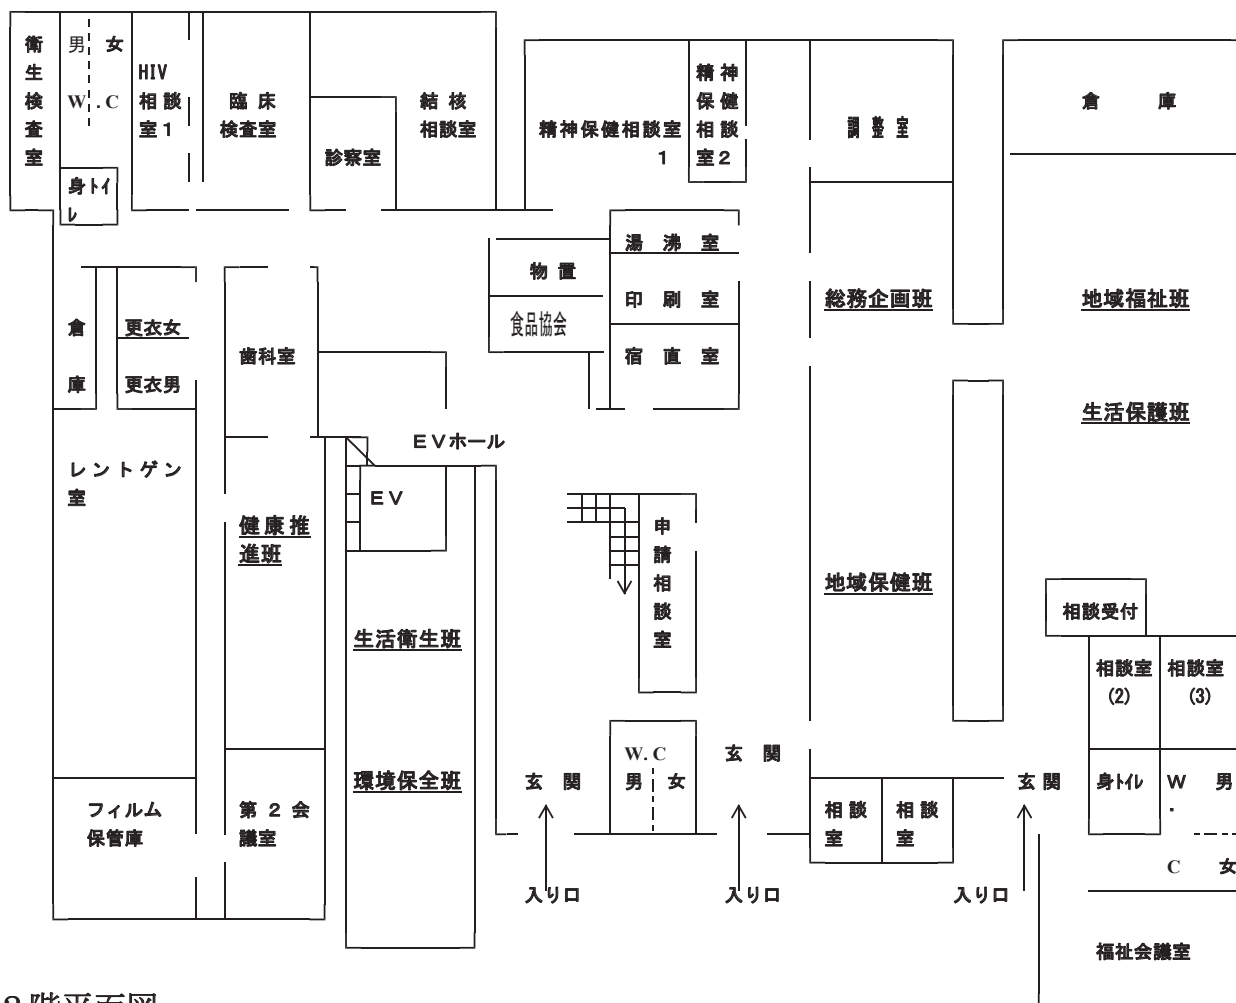 衛生検査室
男 女
W.C
身トイレ
HIV
相談
室1
臨床
検査室
診察室
結核
相談室
精神保健相談室
1
精神
保健
相談
室2
調整室
倉庫
湯沸室
物置
印刷室
食品協会
宿直室
総務企画班
地域福祉班
倉庫
更衣女
更衣男
歯科室
生活保護班
EVホール
レントゲン
室
EV
健康推
進班
申請相談室
地域保健班
相談受付
生活衛生班
相談室
(2)
相談室
(3)
W.C
男 女
環境保全班
玄関
玄関
玄関
身トイレ
W 男
・
C 女
フィルム
保管庫
第2会
議室
相談
室
相談
室
入り口
入り口
入り口
福祉会議室
階平面図